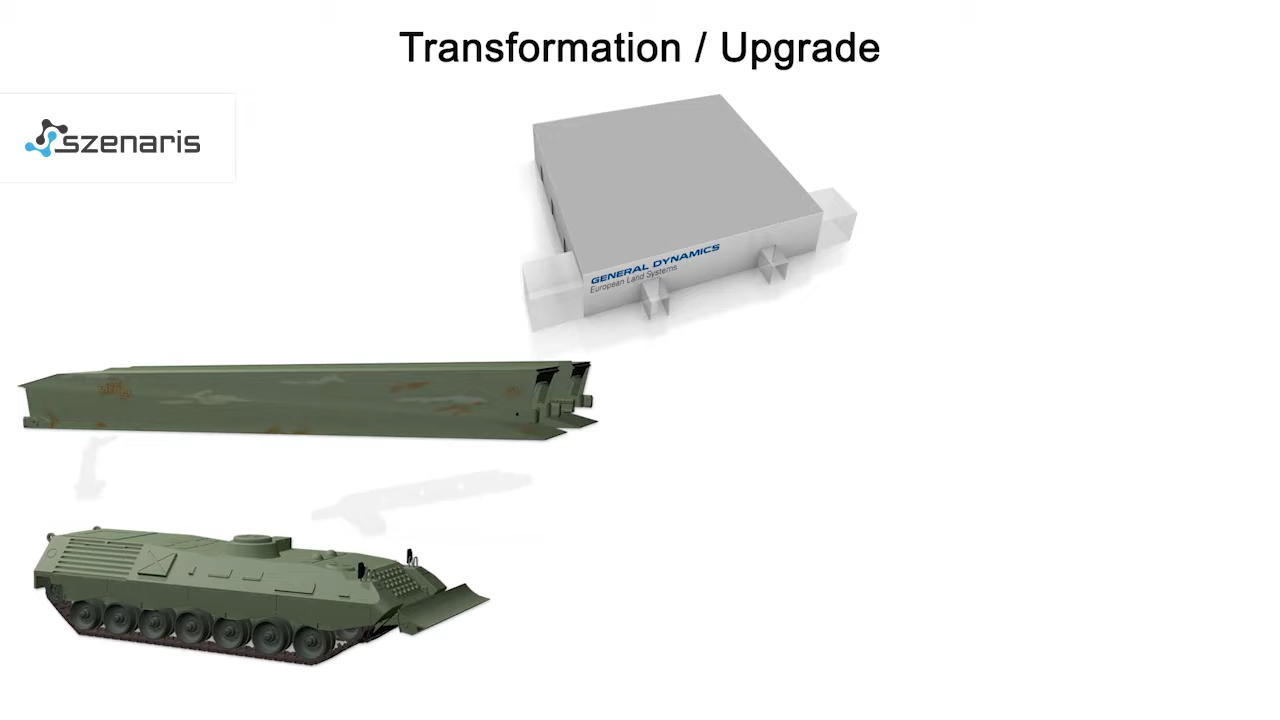 Transformation / Upgrade
szenaris
GENERAL DYNAMICS
European Land Systems